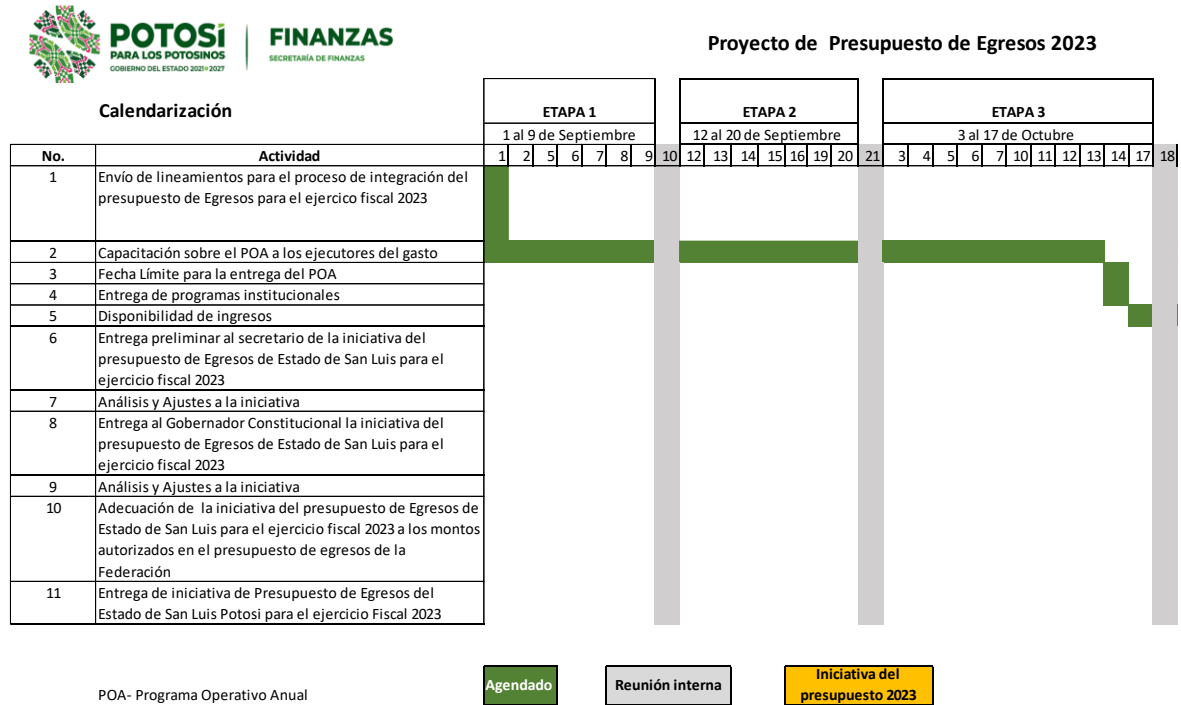 POTOSÍ
PARA LOS POTOSINOS
GOBIERNO DEL ESTADO 2021-2027
FINANZAS
SECRETARÍA DE FINANZAS
Proyecto de Presupuesto de Egresos 2023
Calendarización
ETAPA 1
ETAPA 2
ETAPA 3
1 al 9 de Septiembre
12 al 20 de Septiembre
3 al 17 de Octubre
No. Actividad 1 2 5 6 7 8 9 10 12 13 14 15 16 19 20 21 3 4 5 6 7 10 11 12 13 14 17 18
1 Envío de lineamientos para el proceso de integración del
presupuesto de Egresos para el ejercico fiscal 2023
2 Capacitación sobre el POA a los ejecutores del gasto
3 Fecha Límite para la entrega del POA
4 Entrega de programas institucionales
5 Disponibilidad de ingresos
6 Entrega preliminar al secretario de la iniciativa del
presupuesto de Egresos de Estado de San Luis para el
ejercicio fiscal 2023
7 Análisis y Ajustes a la iniciativa
8 Entrega al Gobernador Constitucional la iniciativa del
presupuesto de Egresos de Estado de San Luis para el
ejercicio fiscal 2023
9 Análisis y Ajustes a la iniciativa
10 Adecuación de la iniciativa del presupuesto de Egresos de
Estado de San Luis para el ejercicio fiscal 2023 a los montos
autorizados en el presupuesto de egresos de la
Federación
11 Entrega de iniciativa de Presupuesto de Egresos del
Estado de San Luis Potosi para el ejercicio Fiscal 2023
POA- Programa Operativo Anual
Agendado
Reunión interna
Iniciativa del
presupuesto 2023